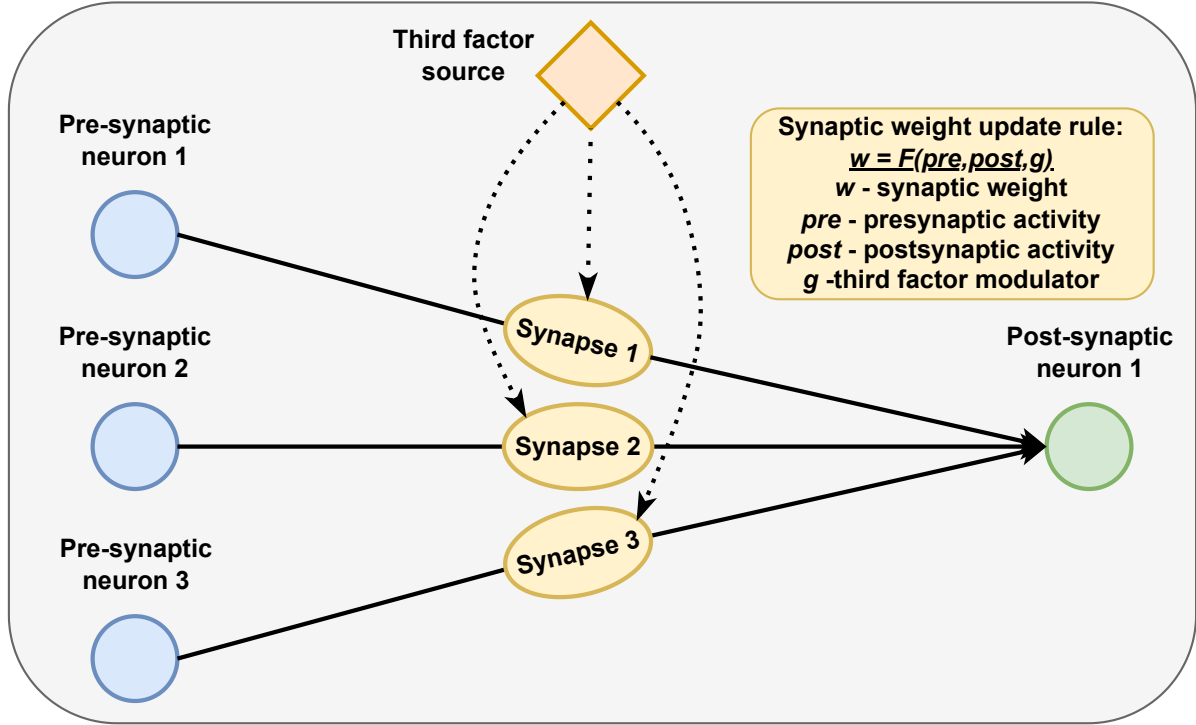 Third factor
source
Pre-synaptic
neuron 1
Synaptic weight update rule:
w = F(pre,post,g)
w - synaptic weight
pre - presynaptic activity
post - postsynaptic activity
g -third factor modulator
Synapse 1
Pre-synaptic
neuron 2
Post-synaptic
neuron 1
Synapse 2
Pre-synaptic
neuron 3
Synapse 3